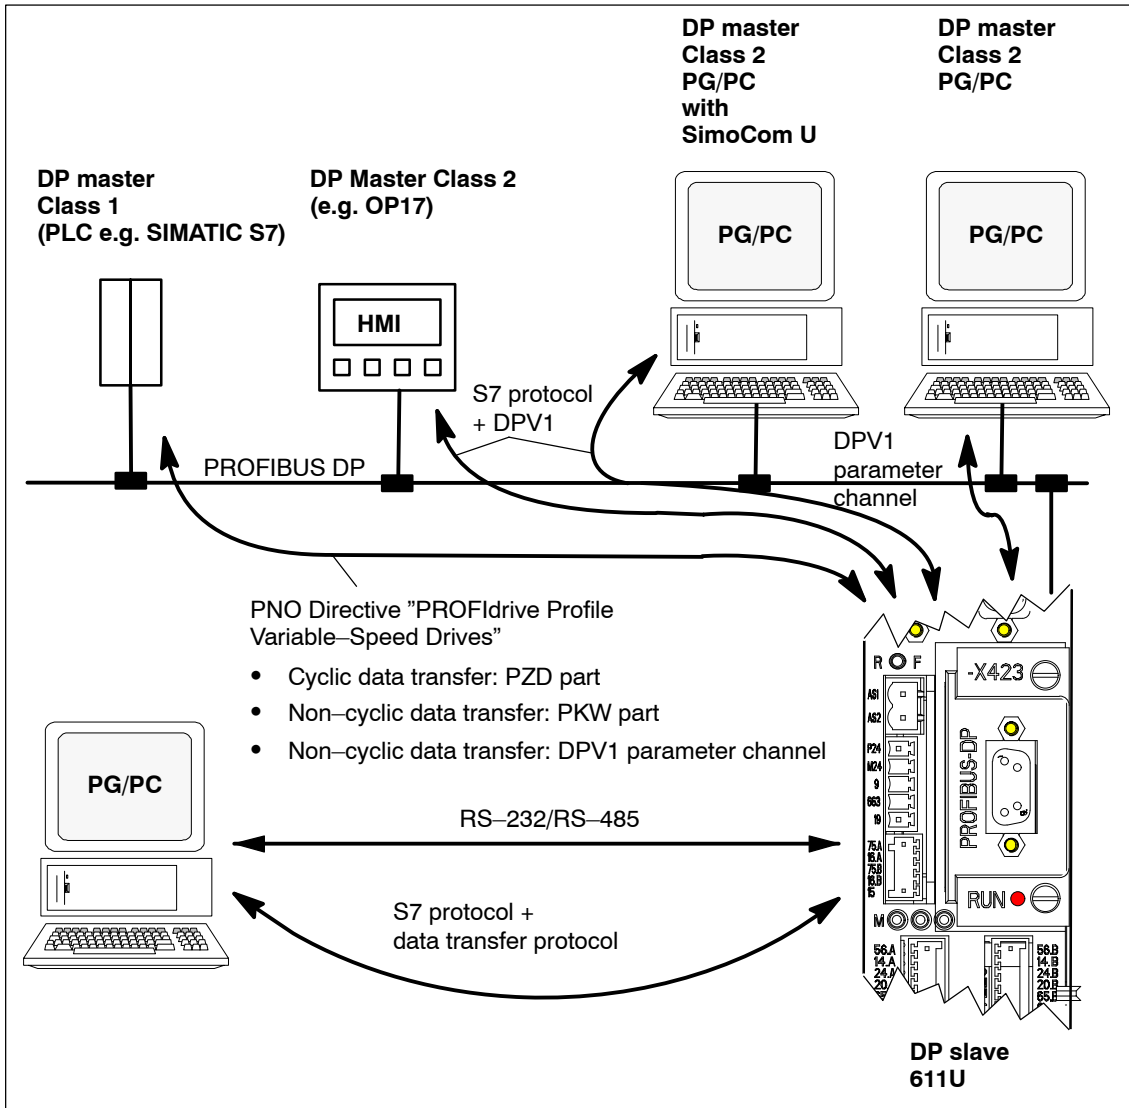 DP master
Class 2
PG/PC
with
SimoCom U
DP master
Class 2
PG/PC
DP master
Class 1
(PLC e.g. SIMATIC S7)
DP Master Class 2
(e.g. OP17)
PG/PC
PG/PC
HMI
S7 protocol
+ DPV1
DPV1
parameter
channel
PROFIBUS DP
PNO Directive ”PROFIdrive Profile
Variable–Speed Drives”
• Cyclic data transfer: PZD part
• Non–cyclic data transfer: PKW part
• Non–cyclic data transfer: DPV1 parameter channel
PG/PC
RS–232/RS–485
S7 protocol +
data transfer protocol
R F
AS1
AS2
P24
M24
9
663
19
75.A
16.A
75.B
16.B
15
M
56.A
14.A
24.A
20.
-X423
PROFIBUS-DP
RUN
56.B
14.B
24.B
20.B
65.B
DP slave
611U